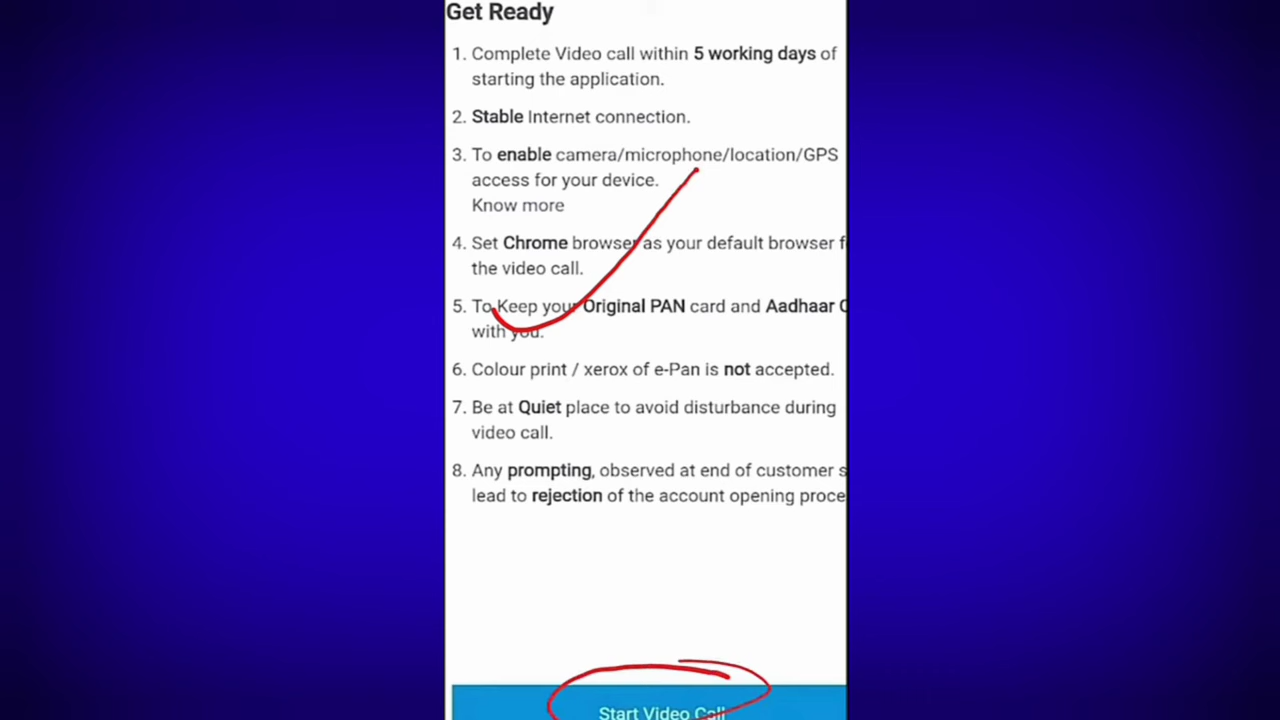 Get Ready
1. Complete Video call within 5 working days of
starting the application.
2. Stable Internet connection.
3. To enable camera/microphone/location/GPS
access for your device.
Know more
4. Set Chrome browser as your default browser
the video call.
5. To Keep your Original PAN card and Aadhaar
with you.
6. Colour print / xerox of e-Pan is not accepted.
7. Be at Quiet place to avoid disturbance during
video call.
8. Any prompting, observed at end of customer
lead to rejection of the account opening
Start Video Call